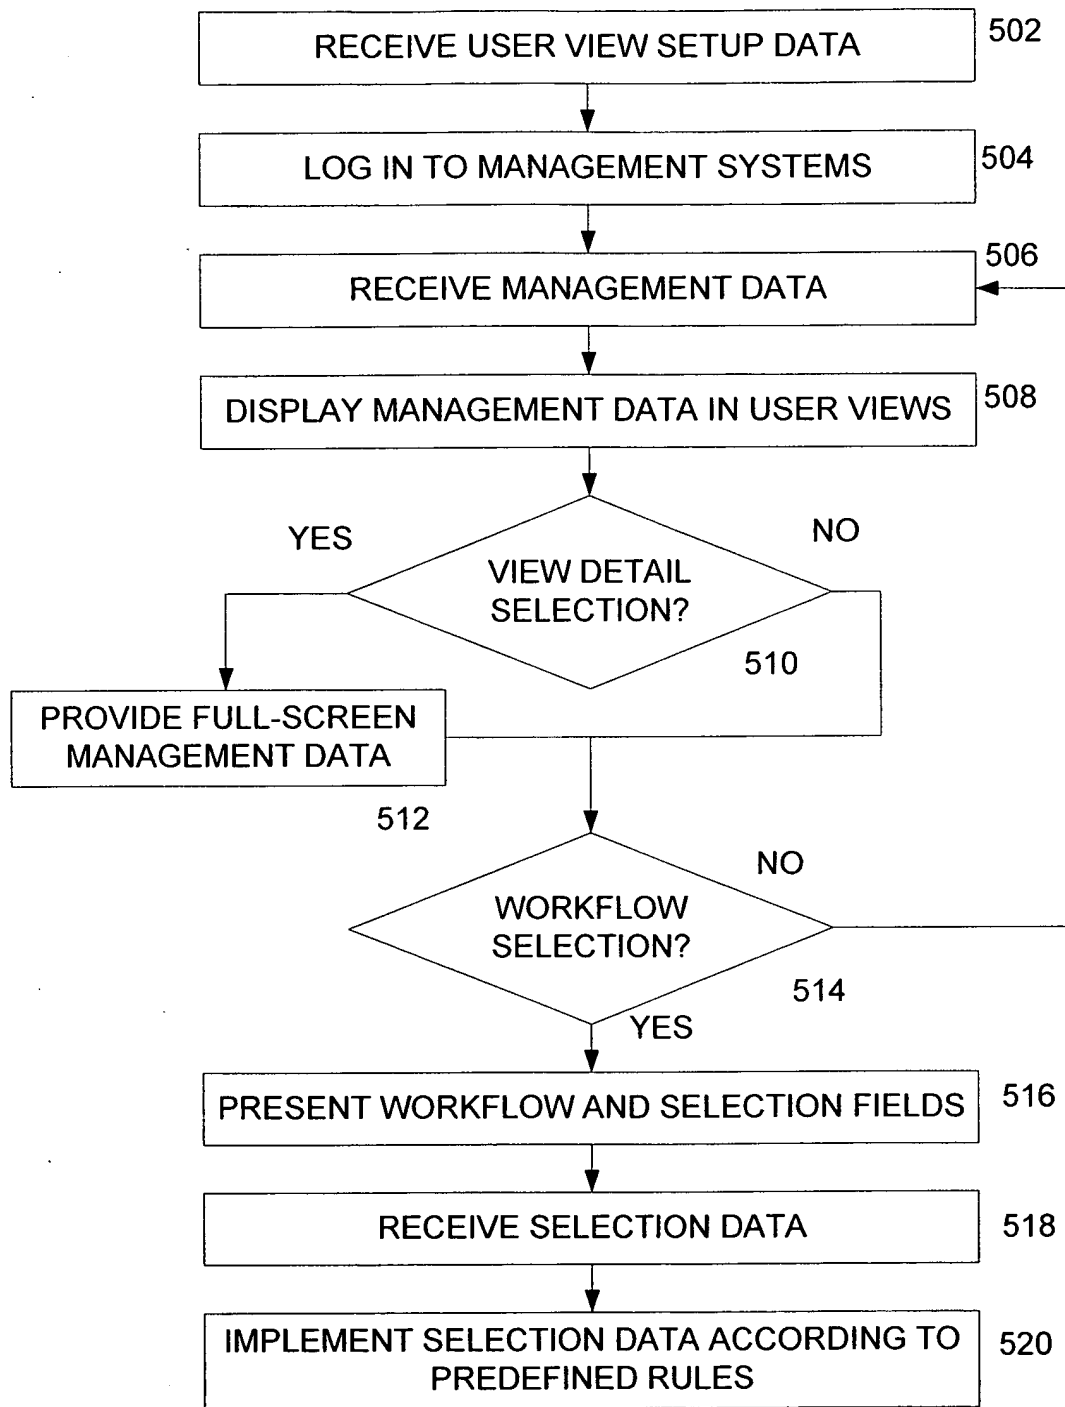 RECEIVE USER VIEW SETUP DATA
502
LOG IN TO MANAGEMENT SYSTEMS
504
RECEIVE MANAGEMENT DATA
506
DISPLAY MANAGEMENT DATA IN USER VIEWS
508
YES
NO
VIEW DETAIL
SELECTION?
510
PROVIDE FULL-SCREEN
MANAGEMENT DATA
512
NO
WORKFLOW
SELECTION?
514
YES
PRESENT WORKFLOW AND SELECTION FIELDS
516
RECEIVE SELECTION DATA
518
IMPLEMENT SELECTION DATA ACCORDING TO
PREDEFINED RULES
520